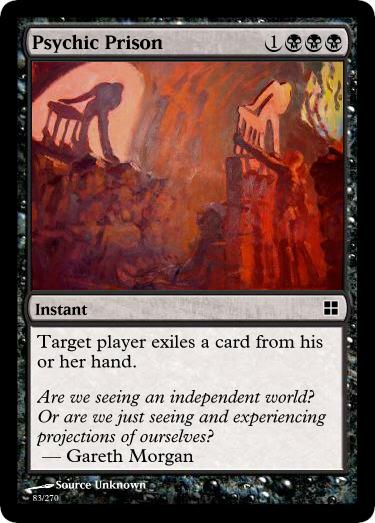 Psychic Prison 1
Instant
Target player exiles a card from his
or her hand.
Are we seeing an independent world?
Or are we just seeing and experiencing
projections of ourselves?
— Gareth Morgan
Source Unknown
83/270